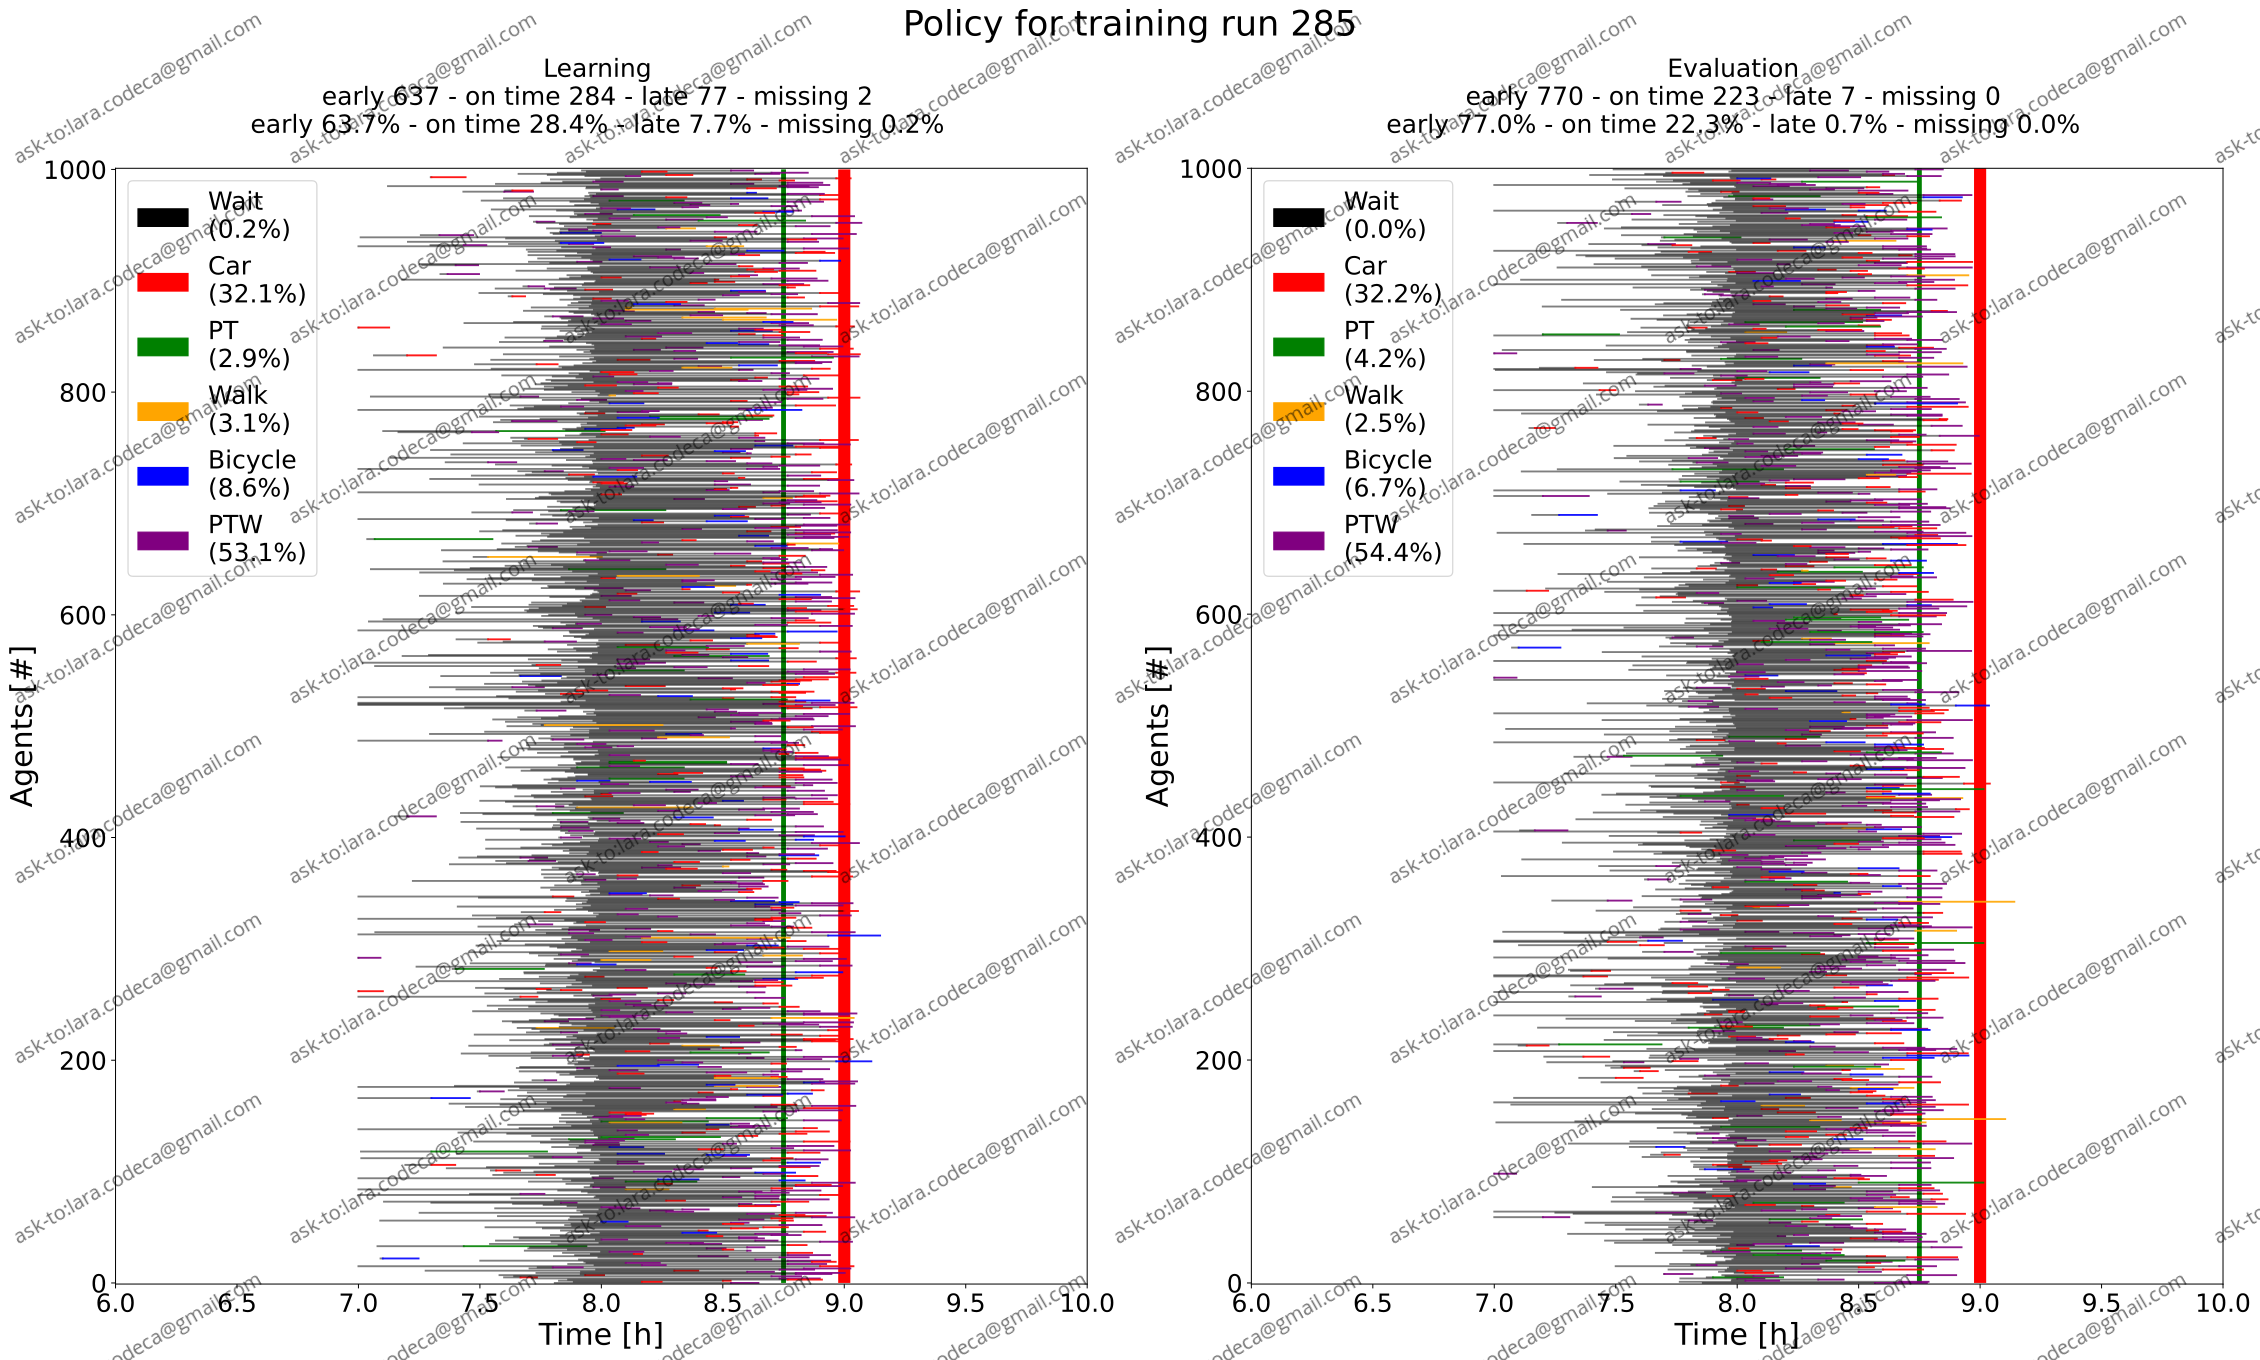 Policy for training run 285
Learning
early 637 - on time 284 - late 77 - missing 2
early 63.7% - on time 28.4% - late 7.7% - missing 0.2%
Wait
(0.2%)
Car
(32.1%)
PT
(2.9%)
Walk
(3.1%)
Bicycle
(8.6%)
PTW
(53.1%)
Agents [#]
1000
800
600
400
200
0
6.0 6.5 7.0 7.5 8.0 8.5 9.0 9.5 10.0
Time [h]
Evaluation
early 770 - on time 223 - late 7 - missing 0
early 77.0% - on time 22.3% - late 0.7% - missing 0.0%
Wait
(0.0%)
Car
(32.2%)
PT
(4.2%)
Walk
(2.5%)
Bicycle
(6.7%)
PTW
(54.4%)
Agents [#]
1000
800
600
400
200
0
6.0 6.5 7.0 7.5 8.0 8.5 9.0 9.5 10.0
Time [h]
ask-to:lara.codeca@gmail.com